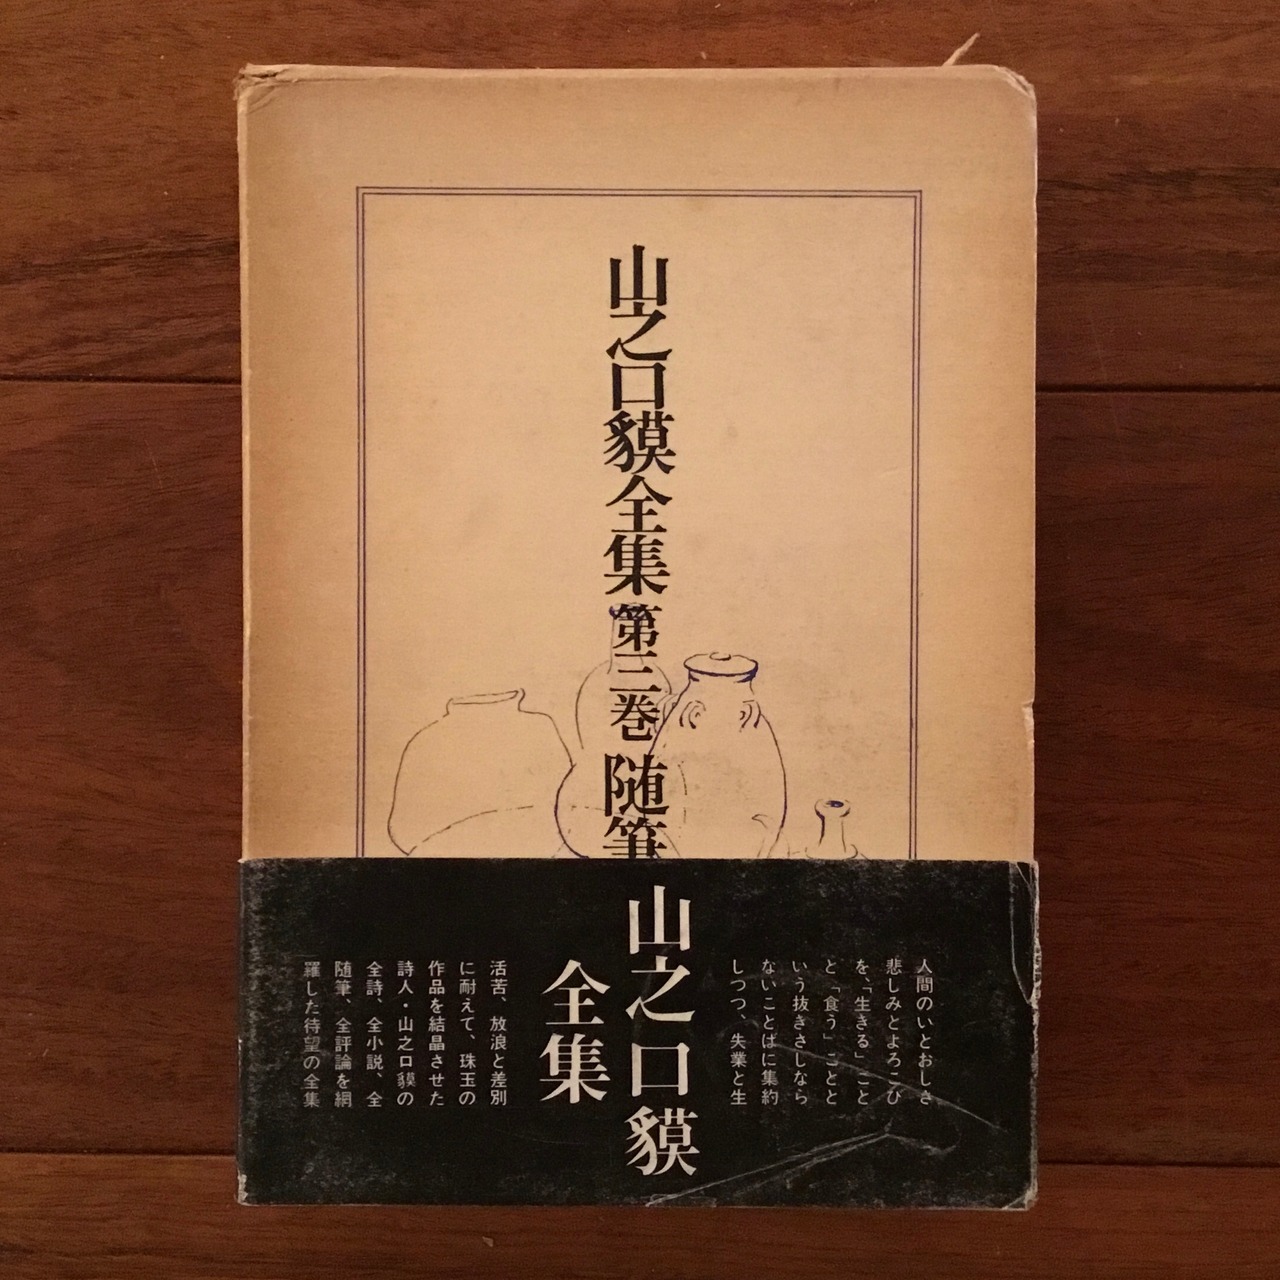 山之口貘全集 第三巻 随筆
人間のいとおしさ
悲しみとよろこび
を、「生きる」こと
と「食う」ことと
いう抜きさしなら
ないことばに集約
しつつ、失業と生
山之口貘
全集
活苦、放浪と差別
に耐えて、珠玉の
作品を結晶させた
詩人・山之口貘の
全詩、全小説、全
随筆、全評論を網
羅した待望の全集